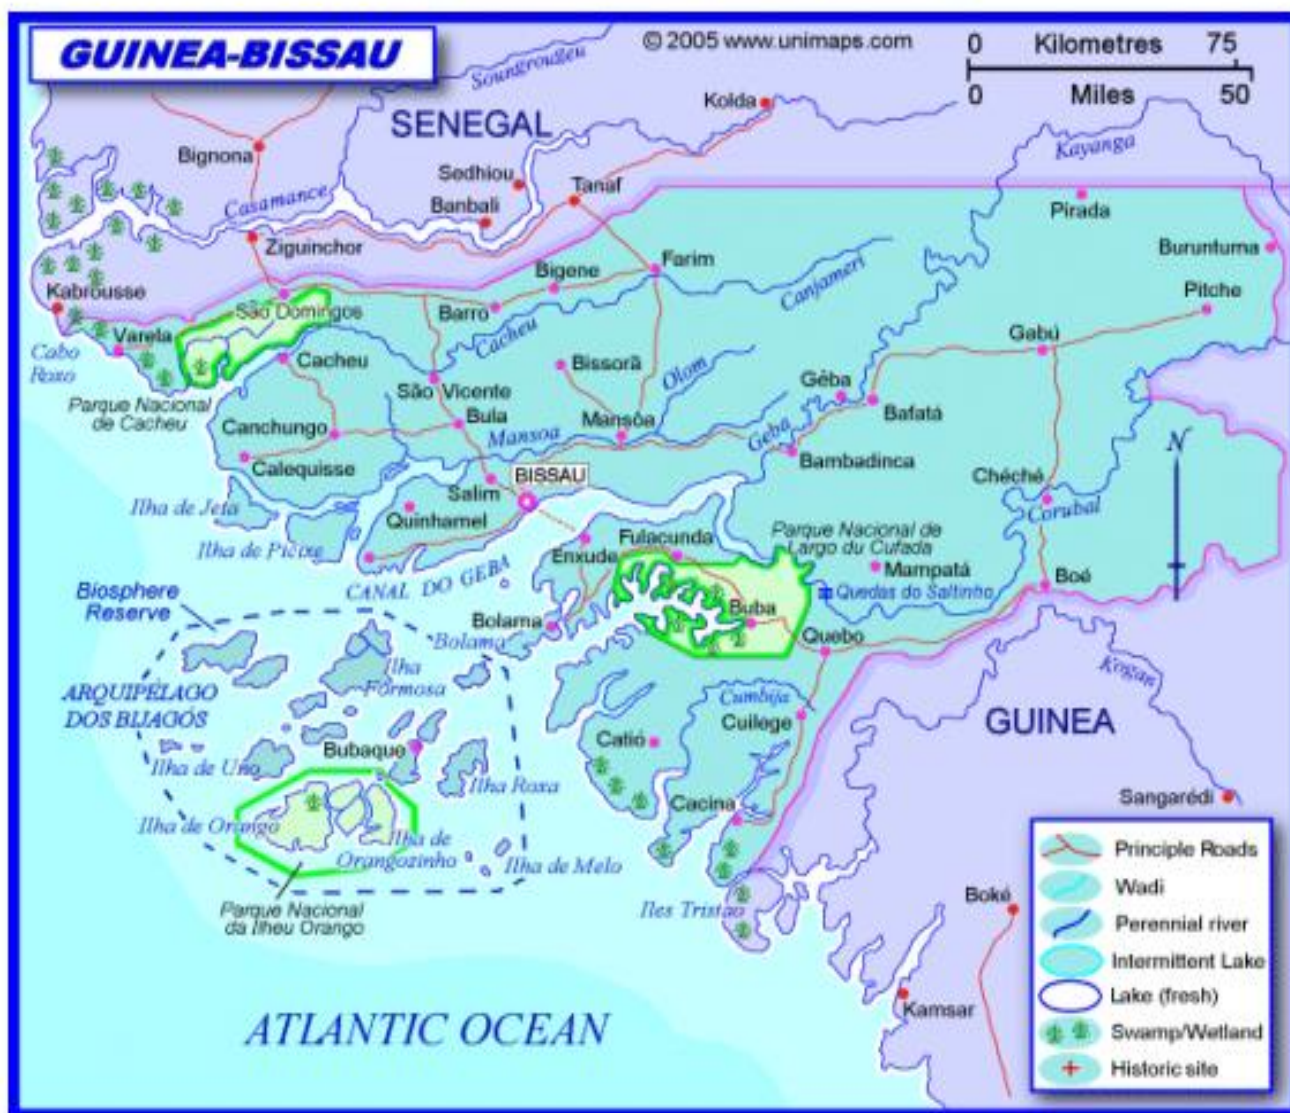 GUINEA-BISSAU
© 2005 www.unimaps.com
0 Kilometres 75
0 Miles 50
Soungrougeu
Kolda
SENEGAL
Bignona
Kayanga
Sedhiou
Tanaf
Casamance
Banbali
Pirada
Ziguinchor
Buruntuma
Farim
Bigene
Canjameri
Kabrousse
Pitche
São Domingos
Barro
Cacheu
Varela
Gabú
Cabo
Roxo
Cacheu
Bissorã
Olom
São Vicente
Géba
Parque Nacional
de Cacheu
Bula
Mansôa
Bafatá
Canchungo
Mansoa
Geba
N
Calequisse
Bambadinca
BISSAU
Chéché
Salim
Ilha de Jeta
Corubal
Quinhamel
Parque Nacional de
Largo du Cufada
Ilha de Picixe
Fulacunda
Enxude
Mampatá
CANAL DO GEBA
Boé
Biosphere
Reserve
Quedas do Saltinho
Buba
Bolama
Bolama
Quebo
Ilha
Formosa
Kogan
ARQUIPÉLAGO
DOS BIJAGÓS
Cumbija
GUINEA
Cuilege
Catió
Bubaque
Ilha de Uno
Ilha Roxa
Sangarédi
Cacina
Ilha de Orango
Ilha de
Orangozinho
Ilha de Melo
Principle Roads
Wadi
Boké
Parque Nacional
da Ilheu Orango
Iles Tristao
Perennial river
Intermittent Lake
Lake (fresh)
Kamsar
ATLANTIC OCEAN
Swamp/Wetland
Historic site